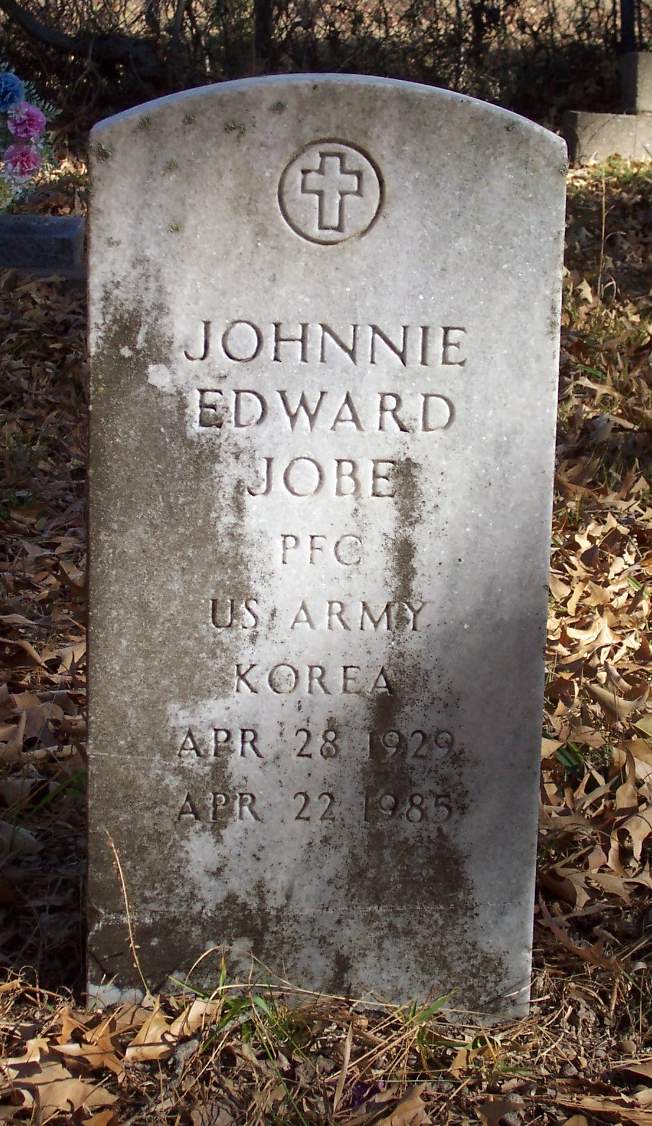 JOHNNIE
EDWARD
JOBE
PFC
US ARMY
KOREA
APR 28 1929
APR 22 1985